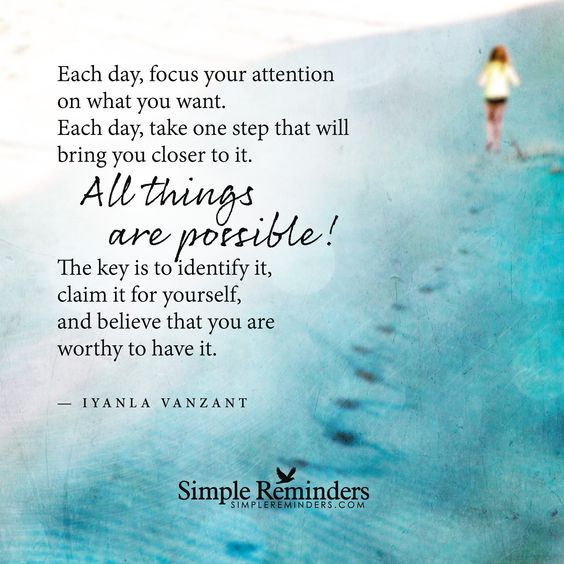 Each day, focus your attention
on what you want.
Each day, take one step that will
bring you closer to it.
All things
are possible!
The key is to identify it,
claim it for yourself,
and believe that you are
worthy to have it.
— IYANLA VANZANT
Simple Reminders
SIMPLEREMINDERS.COM